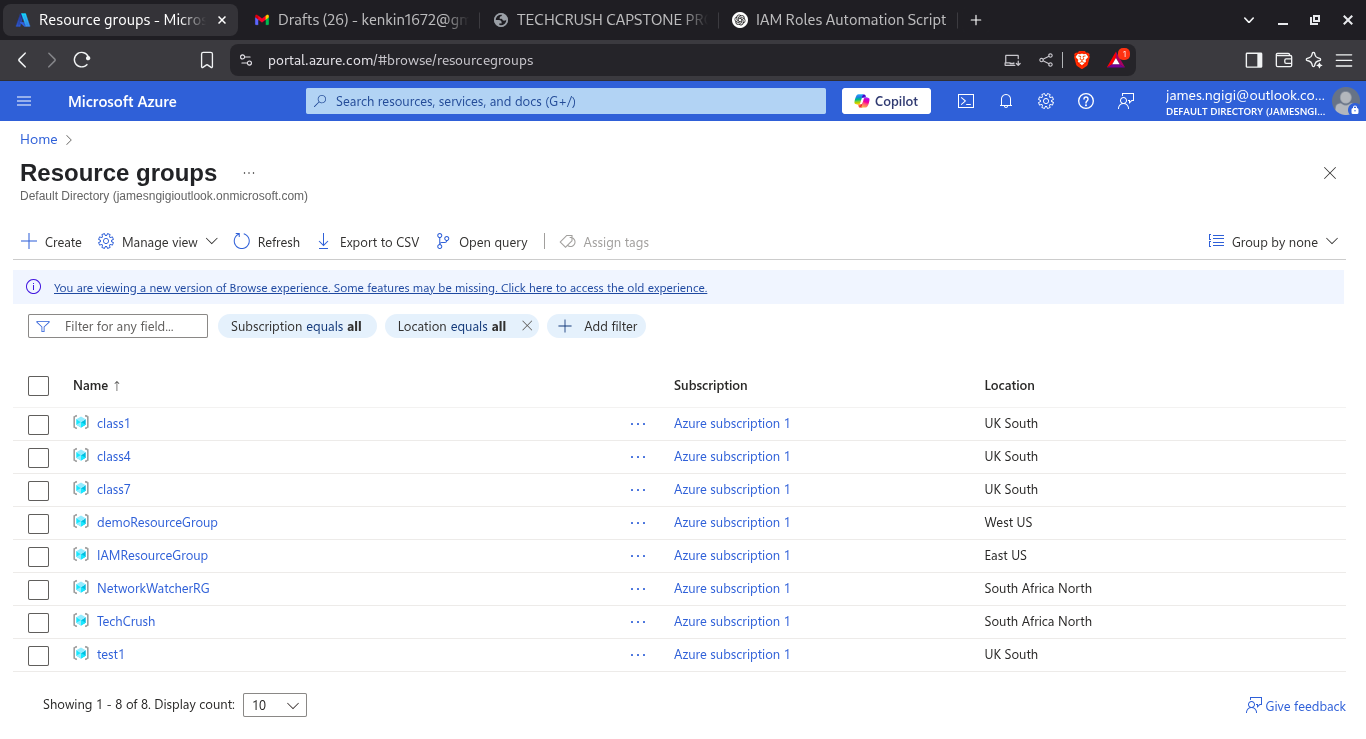 Resource groups - Micros
Drafts (26) - kenkin1672@gm
TECHCRUSH CAPSTONE PRO
IAM Roles Automation Script
portal.azure.com/#browse/resourcegroups
1
Microsoft Azure
Search resources, services, and docs (G+/)
Copilot
james.ngigi@outlook.co...
DEFAULT DIRECTORY (JAMESNGI...
Home
Resource groups ...
Default Directory (jamesngigioutlook.onmicrosoft.com)
Create Manage view Refresh Export to CSV Open query Assign tags Group by none
You are viewing a new version of Browse experience. Some features may be missing. Click here to access the old experience.
Filter for any field... Subscription equals all Location equals all Add filter
Name ↑ Subscription Location
class1 ... Azure subscription 1 UK South
class4 ... Azure subscription 1 UK South
class7 ... Azure subscription 1 UK South
demoResourceGroup ... Azure subscription 1 West US
IAMResourceGroup ... Azure subscription 1 East US
NetworkWatcherRG ... Azure subscription 1 South Africa North
TechCrush ... Azure subscription 1 South Africa North
test1 ... Azure subscription 1 UK South
Showing 1 - 8 of 8. Display count: 10
Give feedback